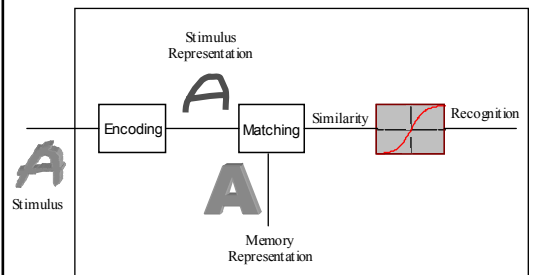 Stimulus
Representation
A
Encoding
Matching
Similarity
Recognition
A
Stimulus
A
Memory
Representation